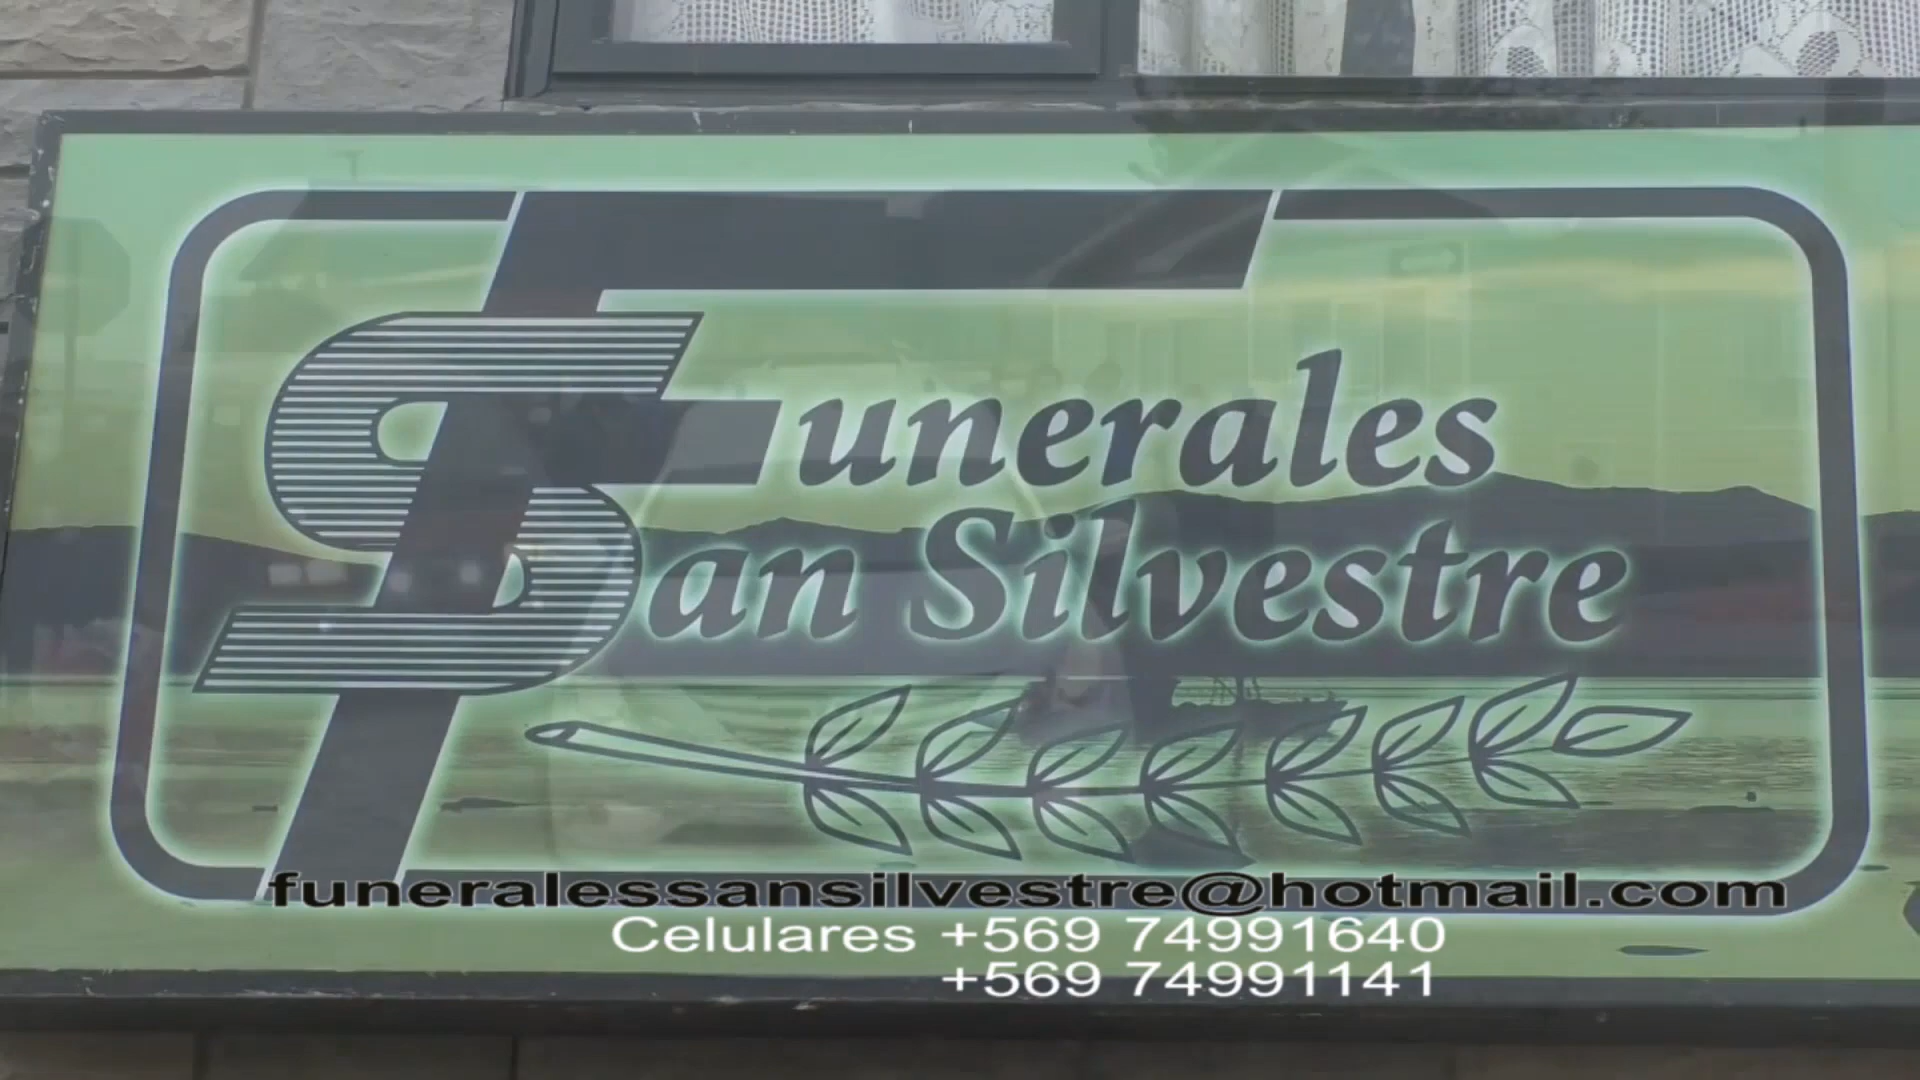 Funerales
San Silvestre
funeralessansilvestre@hotmail.com
Celulares +569 74991640
+569 74991141